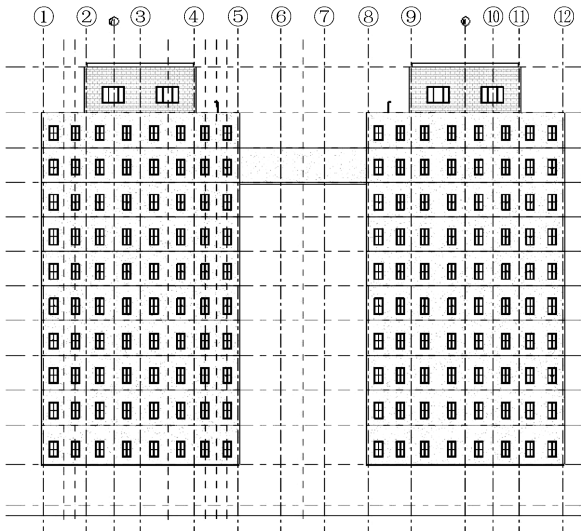 ① ② ③ ④ ⑤ ⑥ ⑦ ⑧ ⑨ ⑩ ⑪ ⑫